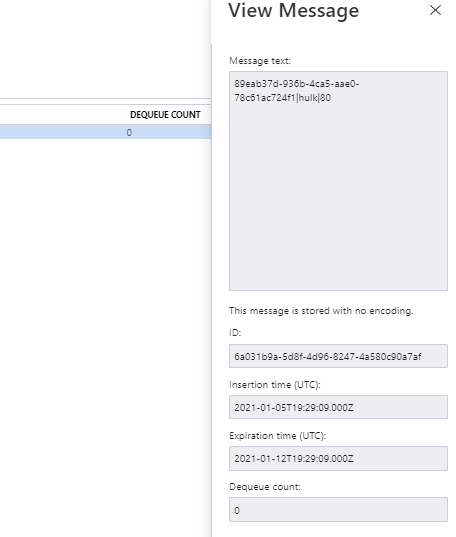 View Message
Message text:
89eab37d-936b-4ca5-aae0-
78c61ac724f1|hulk|80
DEQUEUE COUNT
0
This message is stored with no encoding.
ID:
6a031b9a-5d8f-4d96-8247-4a580c90a7af
Insertion time (UTC):
2021-01-05T19:29:09.000Z
Expiration time (UTC):
2021-01-12T19:29:09.000Z
Dequeue count:
0